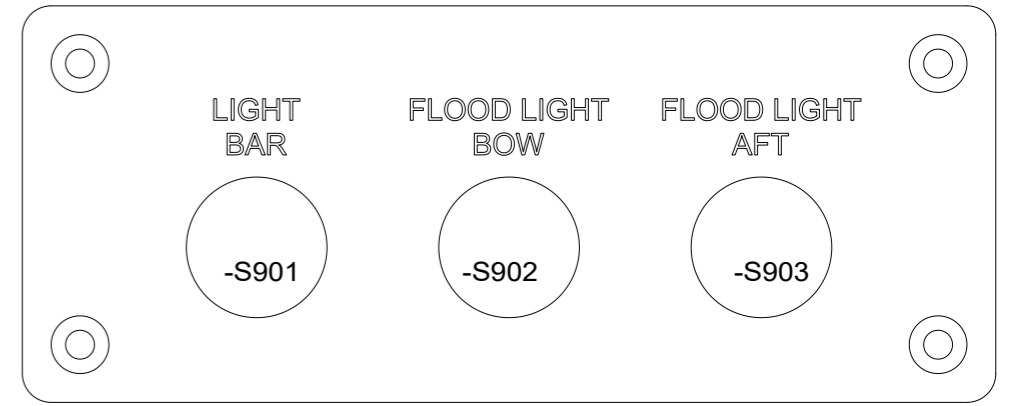 LIGHT
BAR
FLOOD LIGHT
BOW
FLOOD LIGHT
AFT
-S901
-S902
-S903